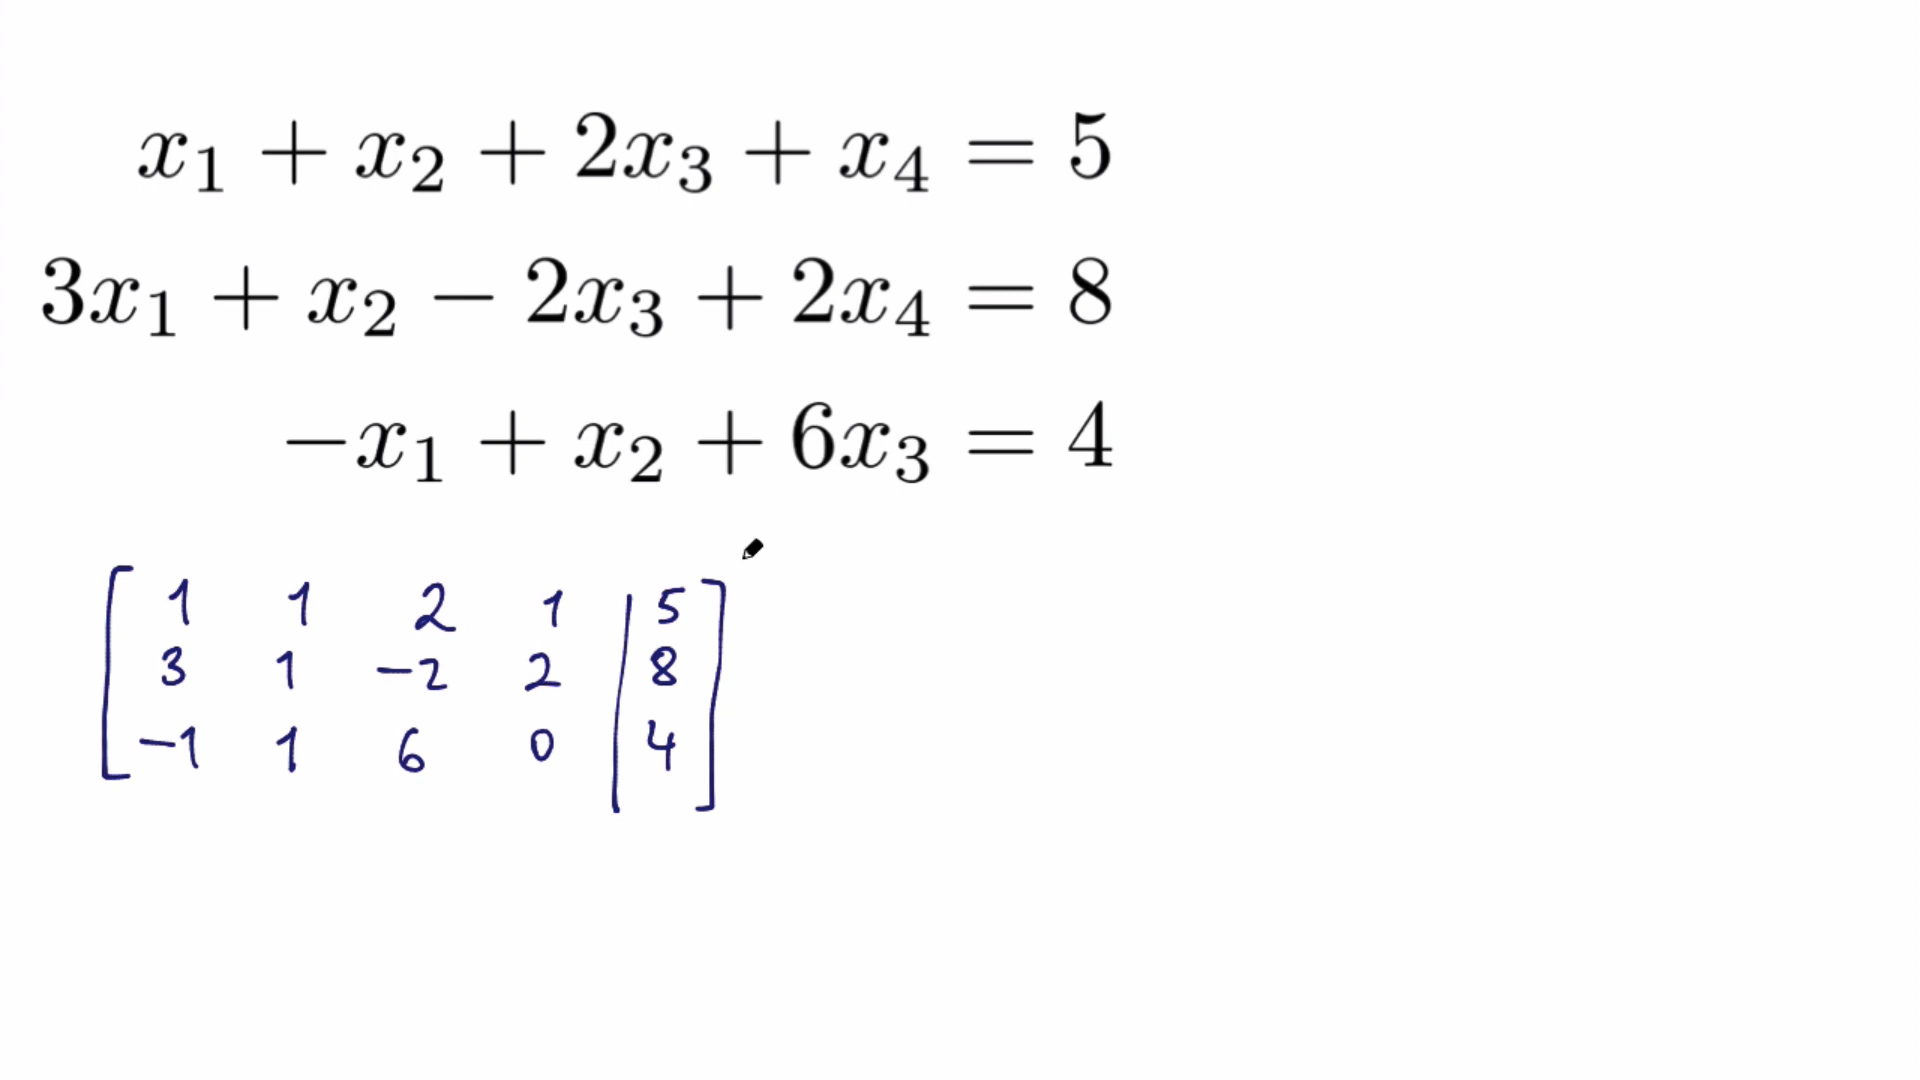 x₁ + x₂ + 2x₃ + x₄ = 5
3x₁ + x₂ − 2x₃ + 2x₄ = 8
−x₁ + x₂ + 6x₃ = 4
1 1 2 1 | 5
3 1 −2 2 | 8
−1 1 6 0 | 4